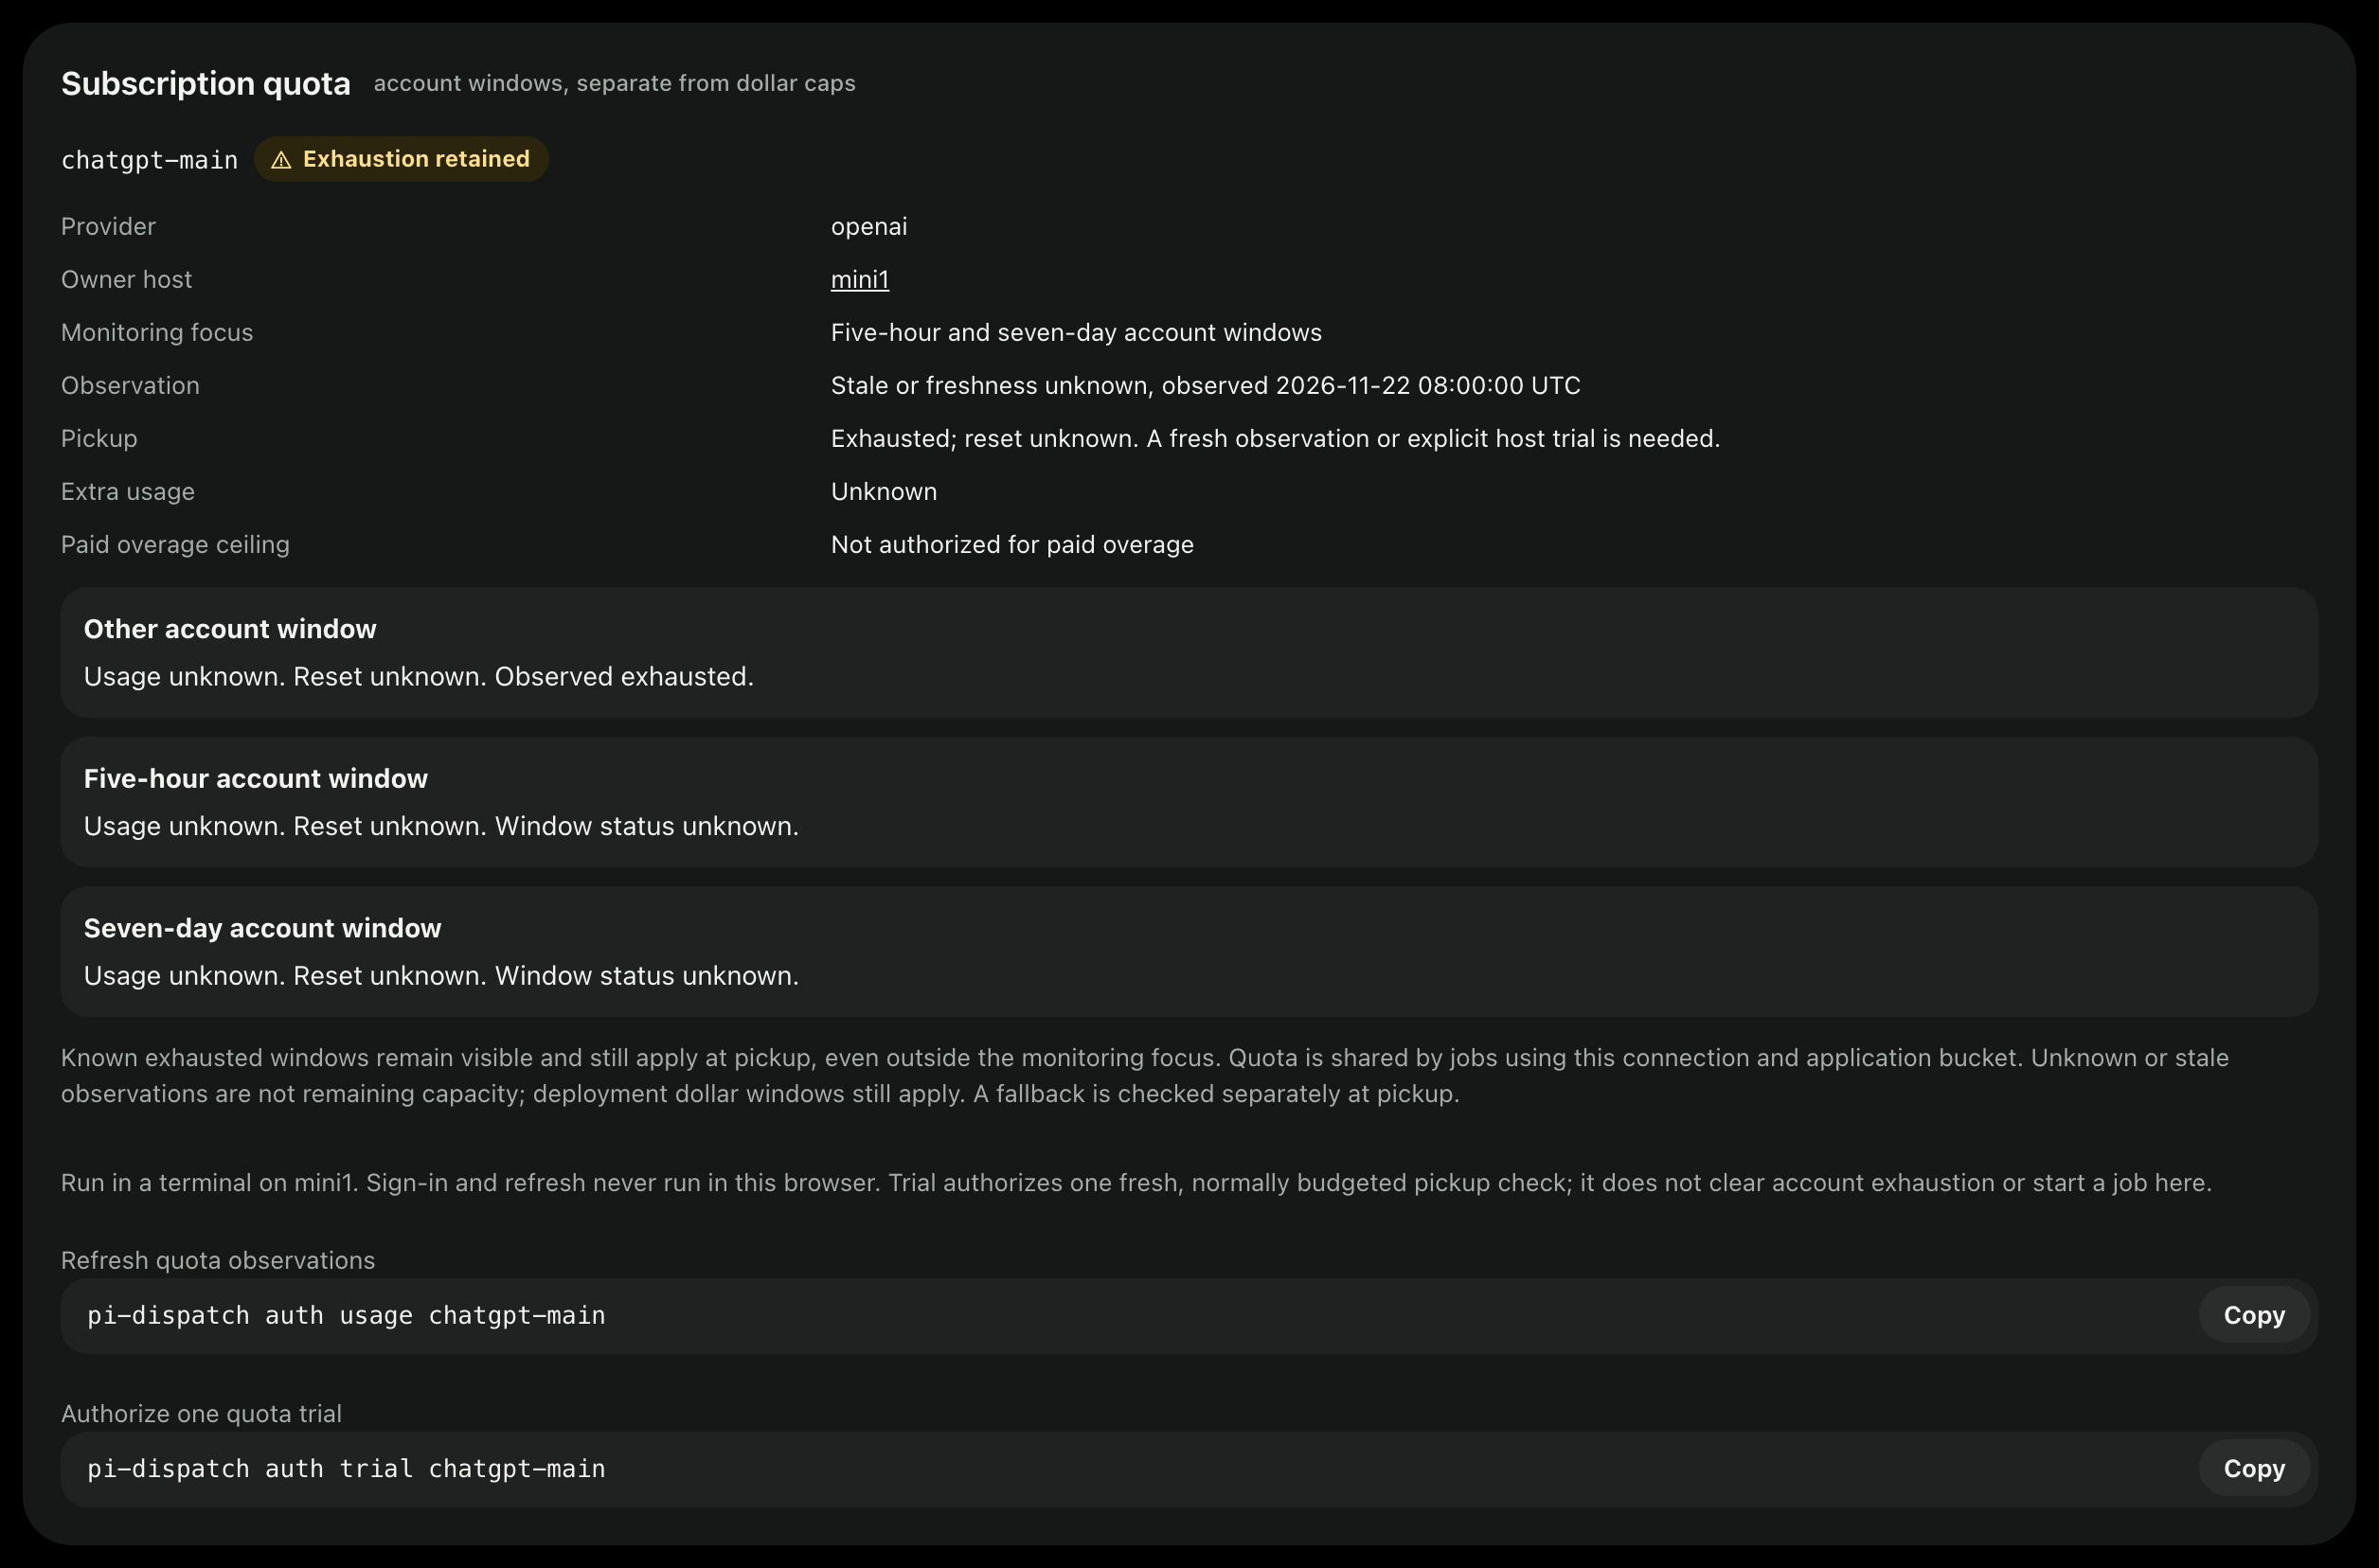 Subscription quota account windows, separate from dollar caps
chatgpt-main Exhaustion retained
Provider openai
Owner host mini1
Monitoring focus Five-hour and seven-day account windows
Observation Stale or freshness unknown, observed 2026-11-22 08:00:00 UTC
Pickup Exhausted; reset unknown. A fresh observation or explicit host trial is needed.
Extra usage Unknown
Paid overage ceiling Not authorized for paid overage
Other account window
Usage unknown. Reset unknown. Observed exhausted.
Five-hour account window
Usage unknown. Reset unknown. Window status unknown.
Seven-day account window
Usage unknown. Reset unknown. Window status unknown.
Known exhausted windows remain visible and still apply at pickup, even outside the monitoring focus. Quota is shared by jobs using this connection and application bucket. Unknown or stale
observations are not remaining capacity; deployment dollar windows still apply. A fallback is checked separately at pickup.
Run in a terminal on mini1. Sign-in and refresh never run in this browser. Trial authorizes one fresh, normally budgeted pickup check; it does not clear account exhaustion or start a job here.
Refresh quota observations
pi-dispatch auth usage chatgpt-main Copy
Authorize one quota trial
pi-dispatch auth trial chatgpt-main Copy